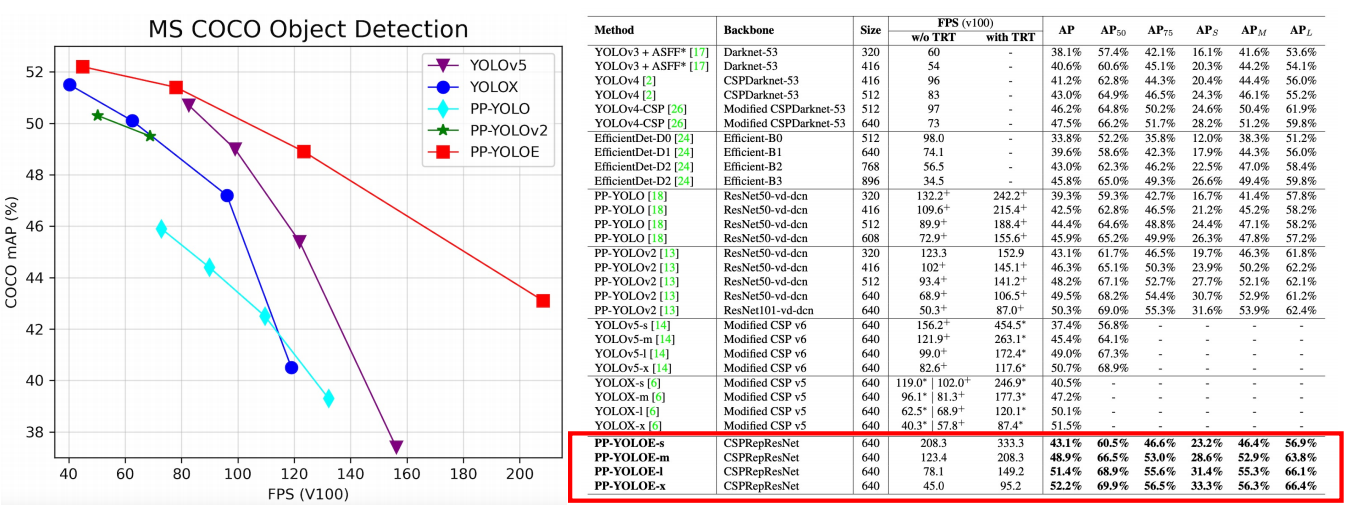 MS COCO Object Detection
YOLOv5
YOLOX
PP-YOLO
PP-YOLOv2
PP-YOLOE
52
50
48
46
44
42
40
38
COCO mAP (%)
40 60 80 100 120 140 160 180 200
FPS (V100)
Method Backbone Size FPS (v100) AP AP50 AP75 APS APM APL
w/o TRT with TRT
YOLOv3 + ASFF* [17] Darknet-53 320 60 - 38.1% 57.4% 42.1% 16.1% 41.6% 53.6%
YOLOv3 + ASFF* [17] Darknet-53 416 54 - 40.6% 60.6% 45.1% 20.3% 44.2% 54.1%
YOLOv4 [2] CSPDarknet-53 512 96 - 41.2% 62.8% 44.3% 20.4% 44.4% 56.0%
YOLOv4 [2] CSPDarknet-53 512 83 - 43.0% 64.9% 46.5% 24.3% 46.1% 55.2%
YOLOv4-CSP [26] Modified CSPDarknet-53 512 97 - 46.2% 64.8% 50.2% 24.6% 50.4% 61.9%
YOLOv4-CSP [26] Modified CSPDarknet-53 640 73 - 47.5% 66.2% 51.7% 28.2% 51.2% 59.8%
EfficientDet-D0 [24] Efficient-B0 512 98.0 - 33.8% 52.2% 35.8% 12.0% 38.3% 51.2%
EfficientDet-D1 [24] Efficient-B1 640 74.1 - 39.6% 58.6% 42.3% 17.9% 44.3% 56.0%
EfficientDet-D2 [24] Efficient-B2 768 56.5 - 43.0% 62.3% 46.2% 22.5% 47.0% 58.4%
EfficientDet-D2 [24] Efficient-B3 896 34.5 - 45.8% 65.0% 49.3% 26.6% 49.4% 59.8%
PP-YOLO [18] ResNet50-vd-dcn 320 132.2+ 242.2+ 39.3% 59.3% 42.7% 16.7% 41.4% 57.8%
PP-YOLO [18] ResNet50-vd-dcn 416 109.6+ 215.4+ 42.5% 62.8% 46.5% 21.2% 45.2% 58.2%
PP-YOLO [18] ResNet50-vd-dcn 512 89.9+ 188.4+ 44.4% 64.6% 48.8% 24.4% 47.1% 58.2%
PP-YOLO [18] ResNet50-vd-dcn 608 72.9+ 155.6+ 45.9% 65.2% 49.9% 26.3% 47.8% 57.2%
PP-YOLOv2 [13] ResNet50-vd-dcn 320 123.3 152.9 43.1% 61.7% 46.5% 19.7% 46.3% 61.8%
PP-YOLOv2 [13] ResNet50-vd-dcn 416 102+ 145.1+ 46.3% 65.1% 50.3% 23.9% 50.2% 62.2%
PP-YOLOv2 [13] ResNet50-vd-dcn 512 93.4+ 141.2+ 48.2% 67.1% 52.7% 27.7% 52.1% 62.1%
PP-YOLOv2 [13] ResNet50-vd-dcn 640 68.9+ 106.5+ 49.5% 68.2% 54.4% 30.7% 52.9% 61.2%
PP-YOLOv2 [13] ResNet101-vd-dcn 640 50.3+ 87.0+ 50.3% 69.0% 55.3% 31.6% 53.9% 62.4%
YOLOv5-s [14] Modified CSP v6 640 156.2+ 454.5* 37.4% 56.8% - - - -
YOLOv5-m [14] Modified CSP v6 640 121.9+ 263.1* 45.4% 64.1% - - - -
YOLOv5-l [14] Modified CSP v6 640 99.0+ 172.4* 49.0% 67.3% - - - -
YOLOv5-x [14] Modified CSP v6 640 82.6+ 117.6* 50.7% 68.9% - - - -
YOLOX-s [6] Modified CSP v5 640 119.0* | 102.0+ 246.9* 40.5% - - - -
YOLOX-m [6] Modified CSP v5 640 96.1* | 81.3+ 177.3* 47.2% - - - -
YOLOX-l [6] Modified CSP v5 640 62.5* | 68.9+ 120.1* 50.1% - - - -
YOLOX-x [6] Modified CSP v5 640 40.3* | 57.8+ 87.4* 51.5% - - - -
PP-YOLOE-s CSPRepResNet 640 208.3 333.3 43.1% 60.5% 46.6% 23.2% 46.4% 56.9%
PP-YOLOE-m CSPRepResNet 640 123.4 208.3 48.9% 66.5% 53.0% 28.6% 52.9% 63.8%
PP-YOLOE-l CSPRepResNet 640 78.1 149.2 51.4% 68.9% 55.6% 31.4% 55.3% 66.1%
PP-YOLOE-x CSPRepResNet 640 45.0 95.2 52.2% 69.9% 56.5% 33.3% 56.3% 66.4%